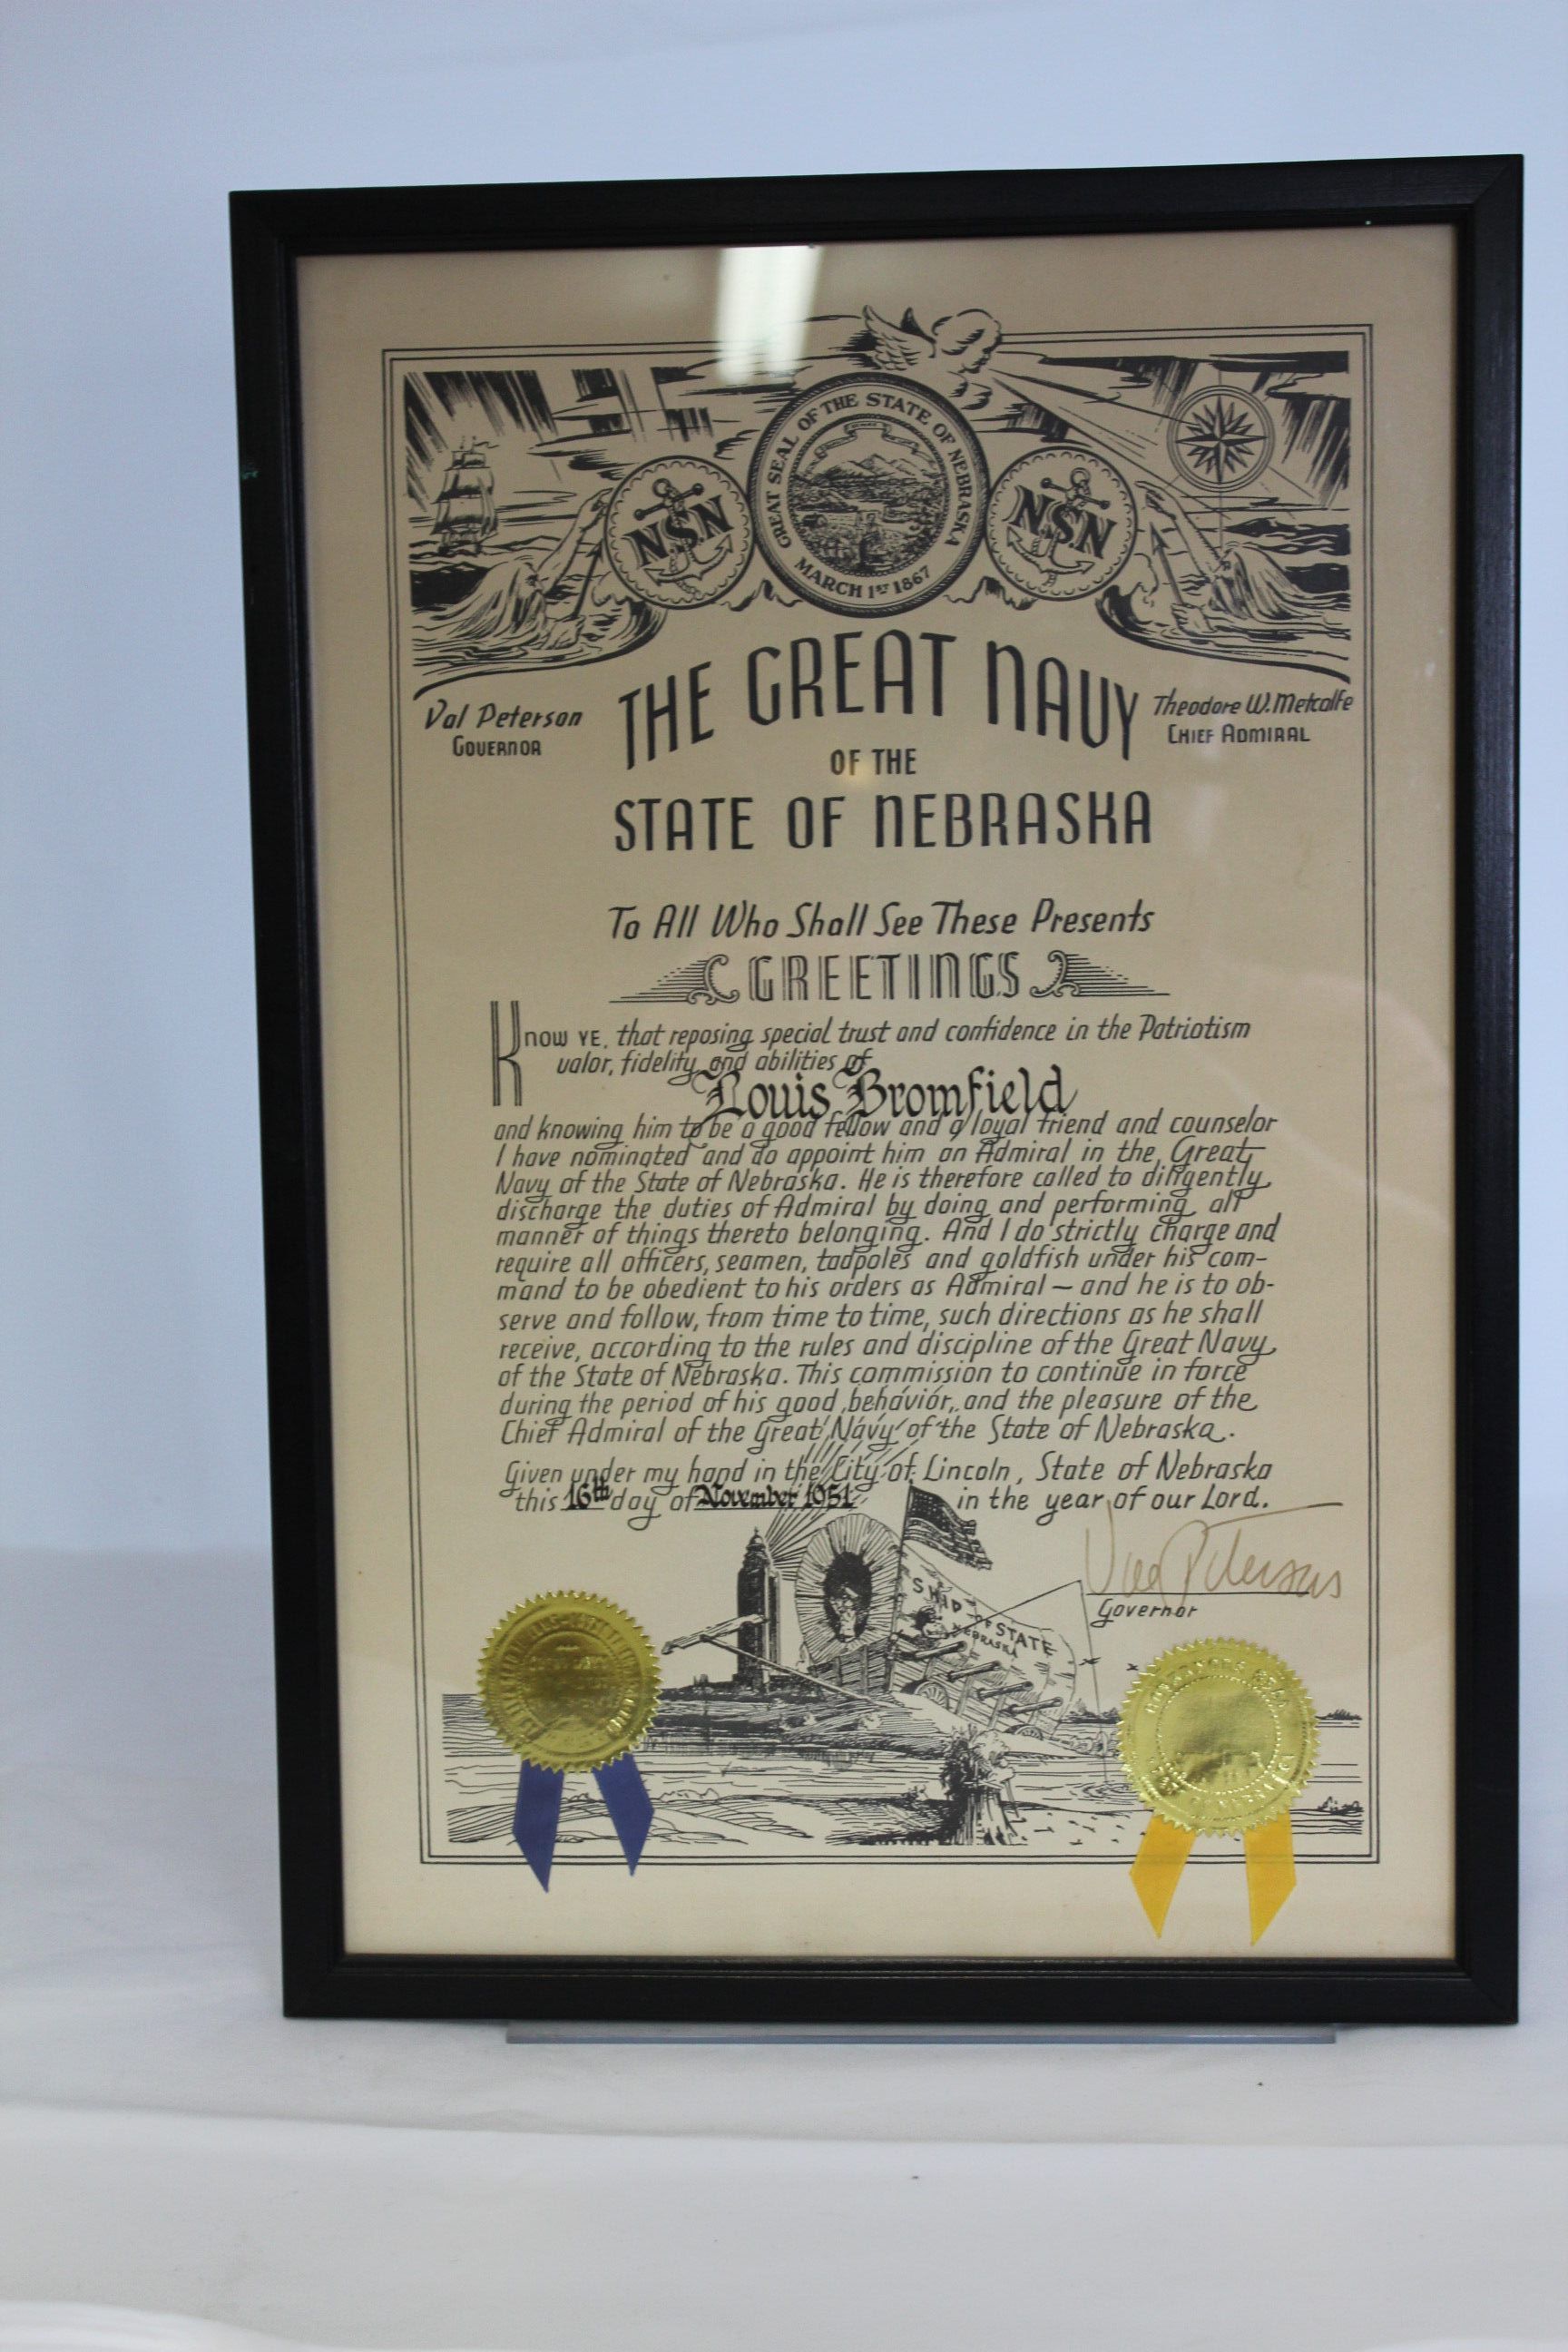 GREAT SEAL OF THE STATE OF NEBRASKA
MARCH 1ST 1867
N.S.N
N.S.N
Val Peterson
GOVERNOR
THE GREAT NAVY
Theodore W. Metcalfe
CHIEF ADMIRAL
OF THE
STATE OF NEBRASKA
To All Who Shall See These Presents
GREETINGS
KNOW YE, that reposing special trust and confidence in the Patriotism
valor, fidelity and abilities of
Louis Bromfield
and knowing him to be a good fellow and a loyal friend and counselor
I have nominated and do appoint him an Admiral in the Great
Navy of the State of Nebraska. He is therefore called to diligently
discharge the duties of Admiral by doing and performing all
manner of things thereto belonging. And I do strictly charge and
require all officers, seamen, tadpoles and goldfish under his com-
mand to be obedient to his orders as Admiral — and he is to ob-
serve and follow, from time to time, such directions as he shall
receive, according to the rules and discipline of the Great Navy
of the State of Nebraska. This commission to continue in force
during the period of his good behavior, and the pleasure of the
Chief Admiral of the Great Navy of the State of Nebraska.
Given under my hand in the City of Lincoln, State of Nebraska
this 16th day of November 1951 in the year of our Lord.
Val Peterson
Governor
SHIP OF STATE
NEBRASKA